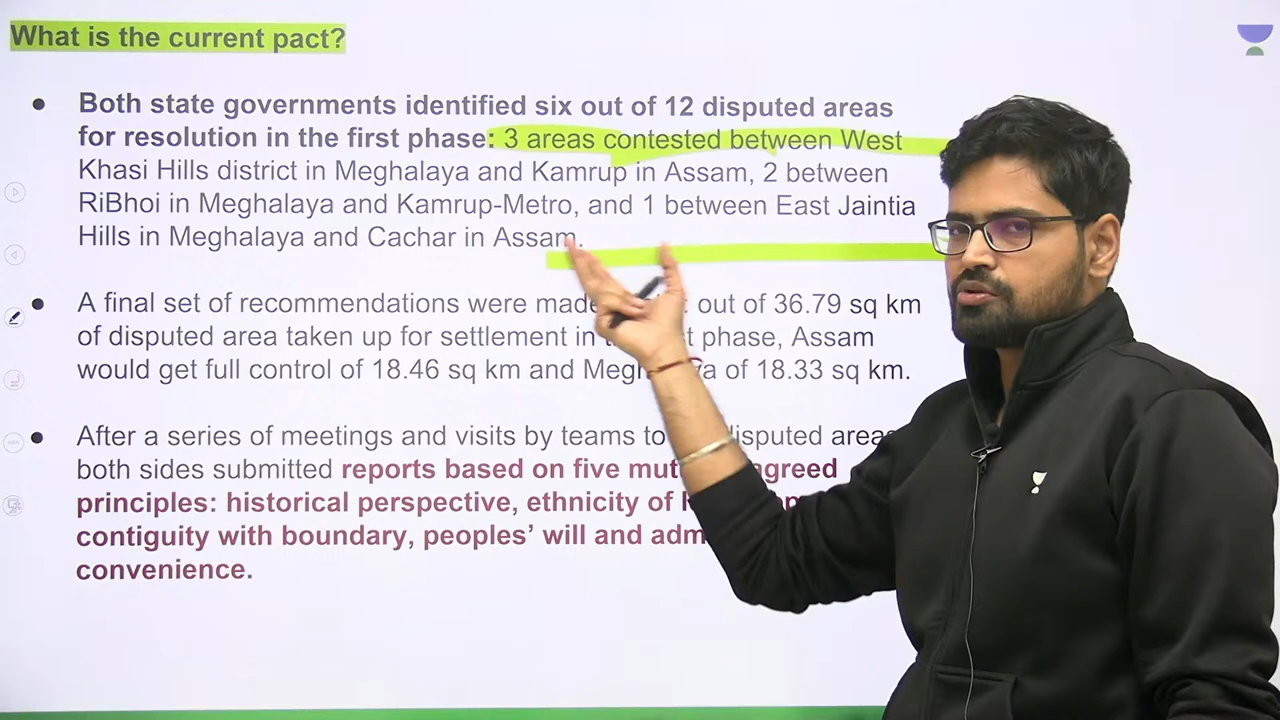 What is the current pact?
● Both state governments identified six out of 12 disputed areas
for resolution in the first phase: 3 areas contested between West
Khasi Hills district in Meghalaya and Kamrup in Assam, 2 between
RiBhoi in Meghalaya and Kamrup-Metro, and 1 between East Jaintia
Hills in Meghalaya and Cachar in Assam.
● A final set of recommendations were made out of 36.79 sq km
of disputed area taken up for settlement in phase, Assam
would get full control of 18.46 sq km and of 18.33 sq km.
● After a series of meetings and visits by teams to disputed areas
both sides submitted reports based on five agreed
principles: historical perspective, ethnicity of
contiguity with boundary, peoples’ will and
convenience.